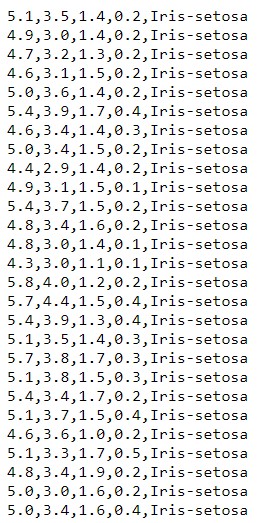 5.1,3.5,1.4,0.2,Iris-setosa
4.9,3.0,1.4,0.2,Iris-setosa
4.7,3.2,1.3,0.2,Iris-setosa
4.6,3.1,1.5,0.2,Iris-setosa
5.0,3.6,1.4,0.2,Iris-setosa
5.4,3.9,1.7,0.4,Iris-setosa
4.6,3.4,1.4,0.3,Iris-setosa
5.0,3.4,1.5,0.2,Iris-setosa
4.4,2.9,1.4,0.2,Iris-setosa
4.9,3.1,1.5,0.1,Iris-setosa
5.4,3.7,1.5,0.2,Iris-setosa
4.8,3.4,1.6,0.2,Iris-setosa
4.8,3.0,1.4,0.1,Iris-setosa
4.3,3.0,1.1,0.1,Iris-setosa
5.8,4.0,1.2,0.2,Iris-setosa
5.7,4.4,1.5,0.4,Iris-setosa
5.4,3.9,1.3,0.4,Iris-setosa
5.1,3.5,1.4,0.3,Iris-setosa
5.7,3.8,1.7,0.3,Iris-setosa
5.1,3.8,1.5,0.3,Iris-setosa
5.4,3.4,1.7,0.2,Iris-setosa
5.1,3.7,1.5,0.4,Iris-setosa
4.6,3.6,1.0,0.2,Iris-setosa
5.1,3.3,1.7,0.5,Iris-setosa
4.8,3.4,1.9,0.2,Iris-setosa
5.0,3.0,1.6,0.2,Iris-setosa
5.0,3.4,1.6,0.4,Iris-setosa